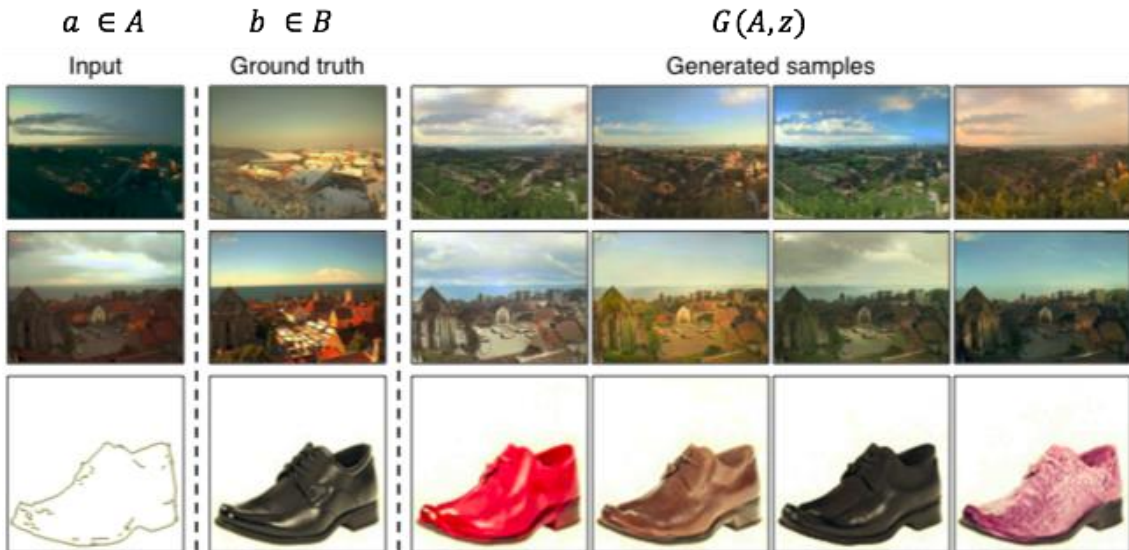 a ∈ A b ∈ B G(A, z)
Input Ground truth Generated samples